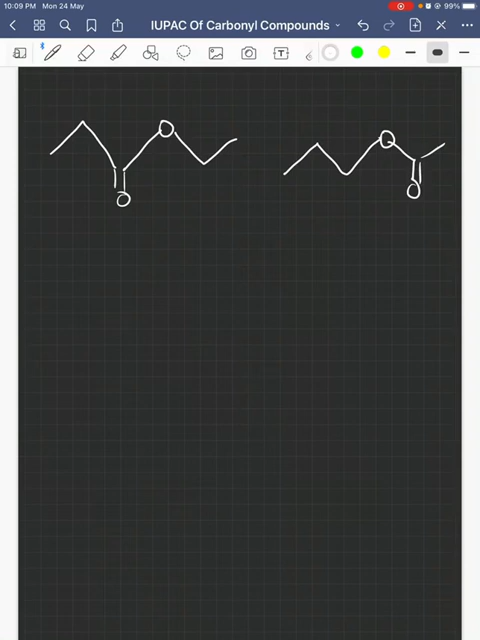 10:09 PM Mon 24 May 99%
IUPAC Of Carbonyl Compounds
T
O O
O O